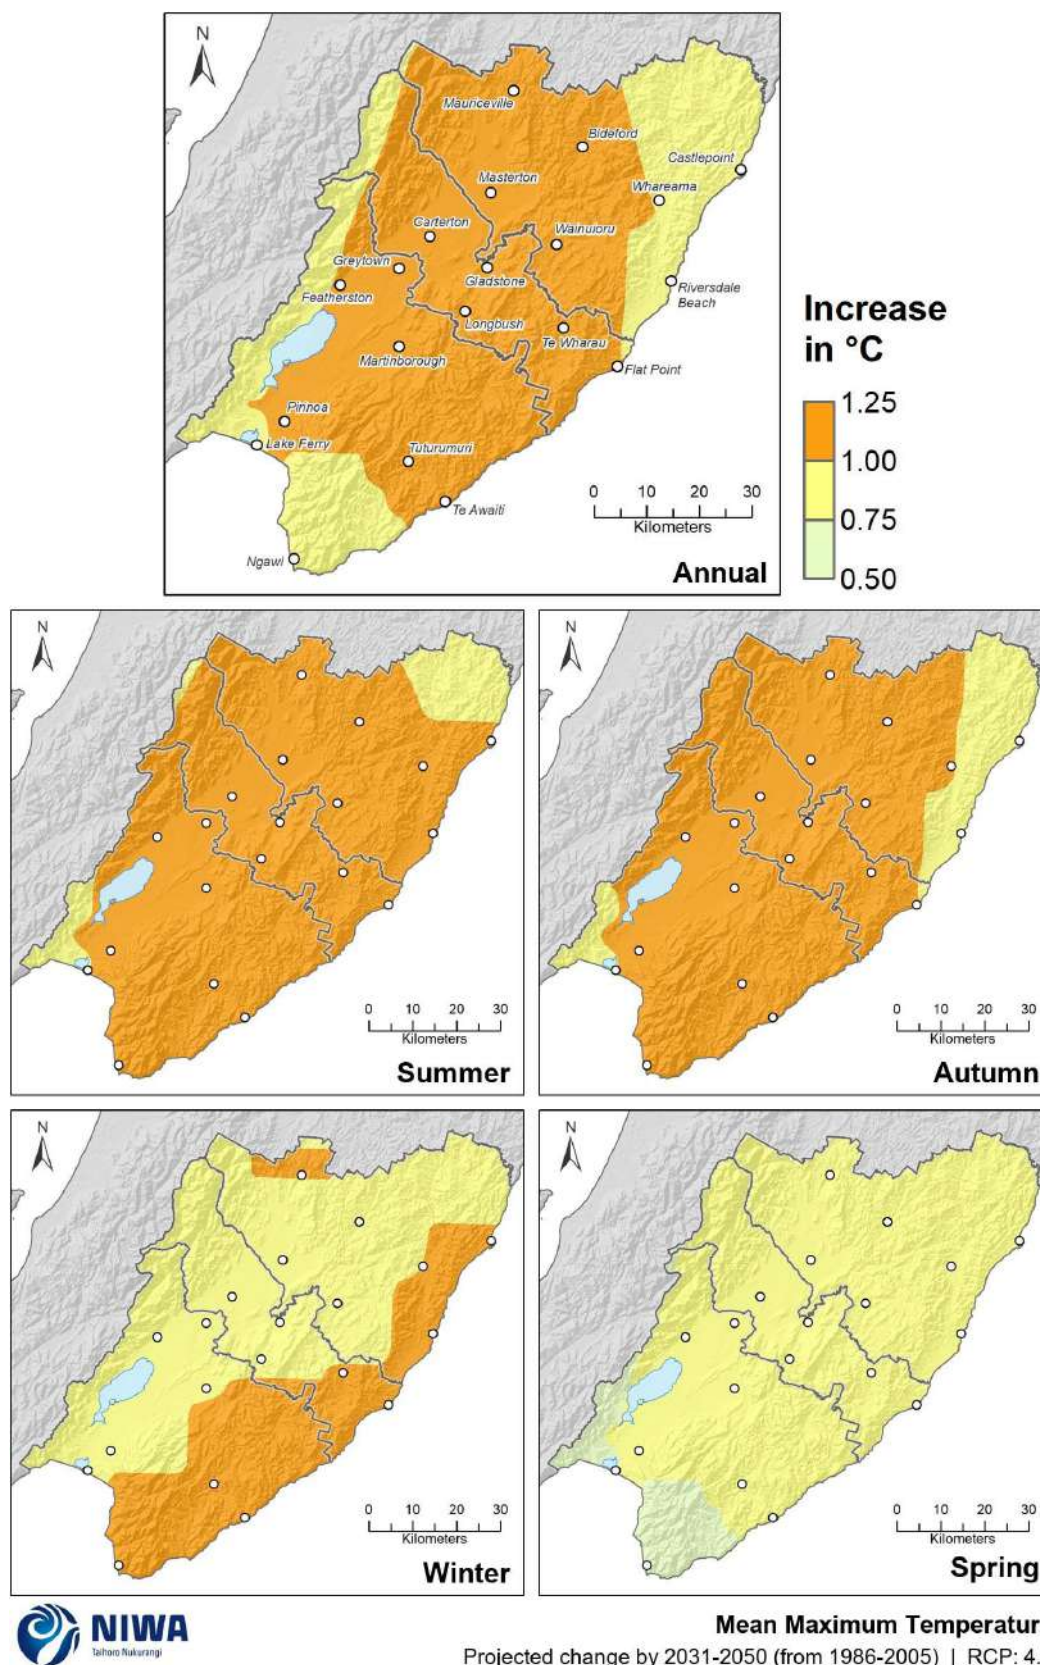 N
Mauriceville
Bideford
Castlepoint
Masterton
Whareama
Carterton
Wainuioru
Greytown
Gladstone
Featherston
Riversdale
Beach
Longbush
Te Wharau
Martinborough
Flat Point
Pirinoa
Lake Ferry
Tuturumuri
Te Awaiti
Ngawi
0 10 20 30
Kilometers
Annual
Increase
in °C
1.25
1.00
0.75
0.50
N
0 10 20 30
Kilometers
Summer
N
0 10 20 30
Kilometers
Autumn
N
0 10 20 30
Kilometers
Winter
N
0 10 20 30
Kilometers
Spring
NIWA
Taihoro Nukurangi
Mean Maximum Temperatur
Projected change by 2031-2050 (from 1986-2005) | RCP: 4.